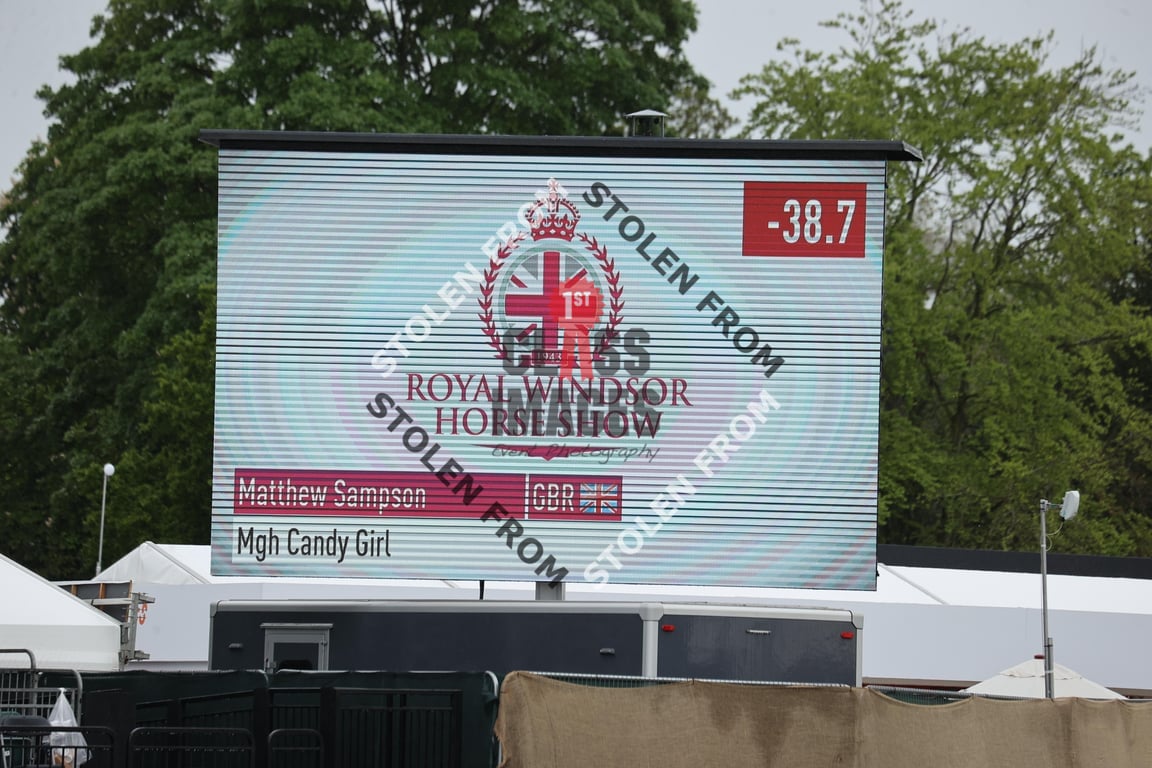 -38.7
STOLEN FROM
STOLEN FROM
1ST
1943
CLASS
ROYAL WINDSOR
HORSE SHOW
Event Photography
STOLEN FROM
STOLEN FROM
Matthew Sampson GBR
Mgh Candy Girl